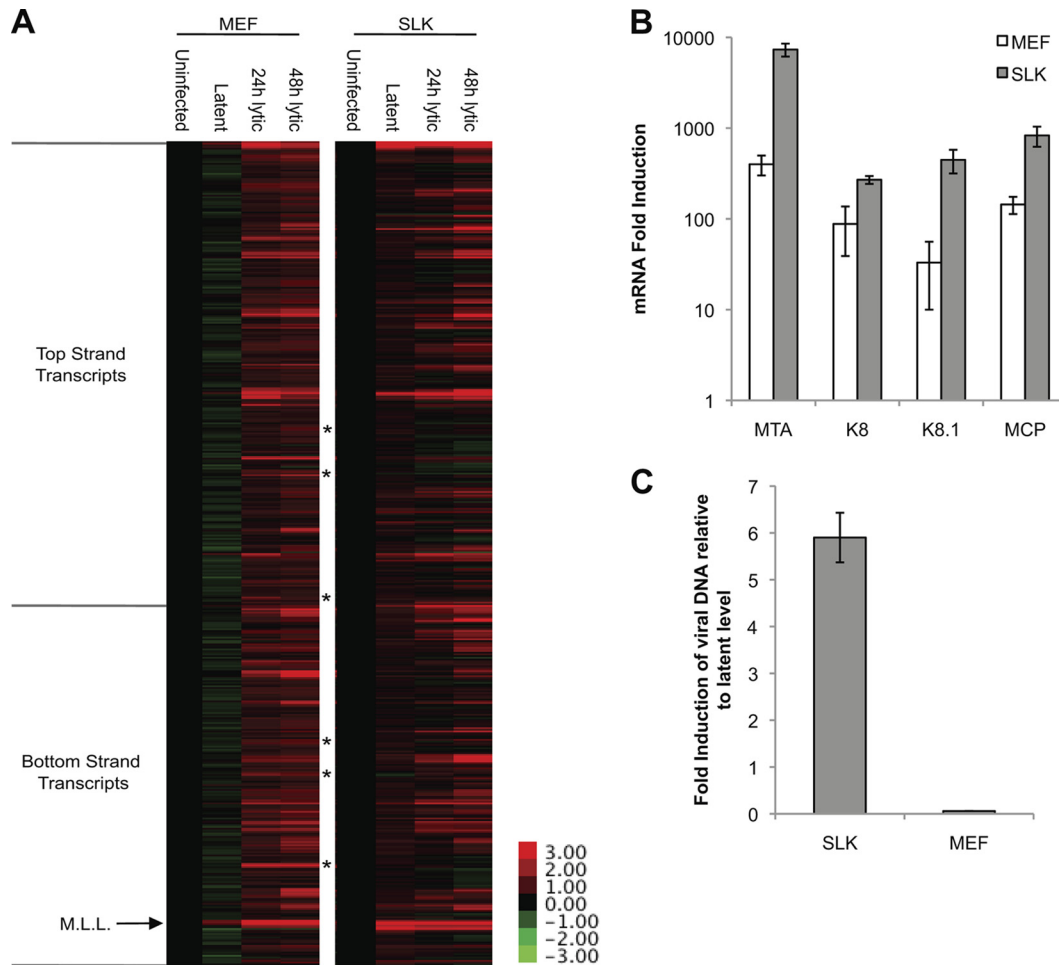 A
MEF
SLK
Uninfected
Latent
24h lytic
48h lytic
Uninfected
Latent
24h lytic
48h lytic
Top Strand
Transcripts
Bottom Strand
Transcripts
M.L.L.
*
*
*
*
*
*
3.00
2.00
1.00
0.00
-1.00
-2.00
-3.00
B
mRNA Fold Induction
10000
1000
100
10
1
MEF
SLK
MTA
K8
K8.1
MCP
C
Fold Induction of viral DNA relative
to latent level
7
6
5
4
3
2
1
0
SLK
MEF